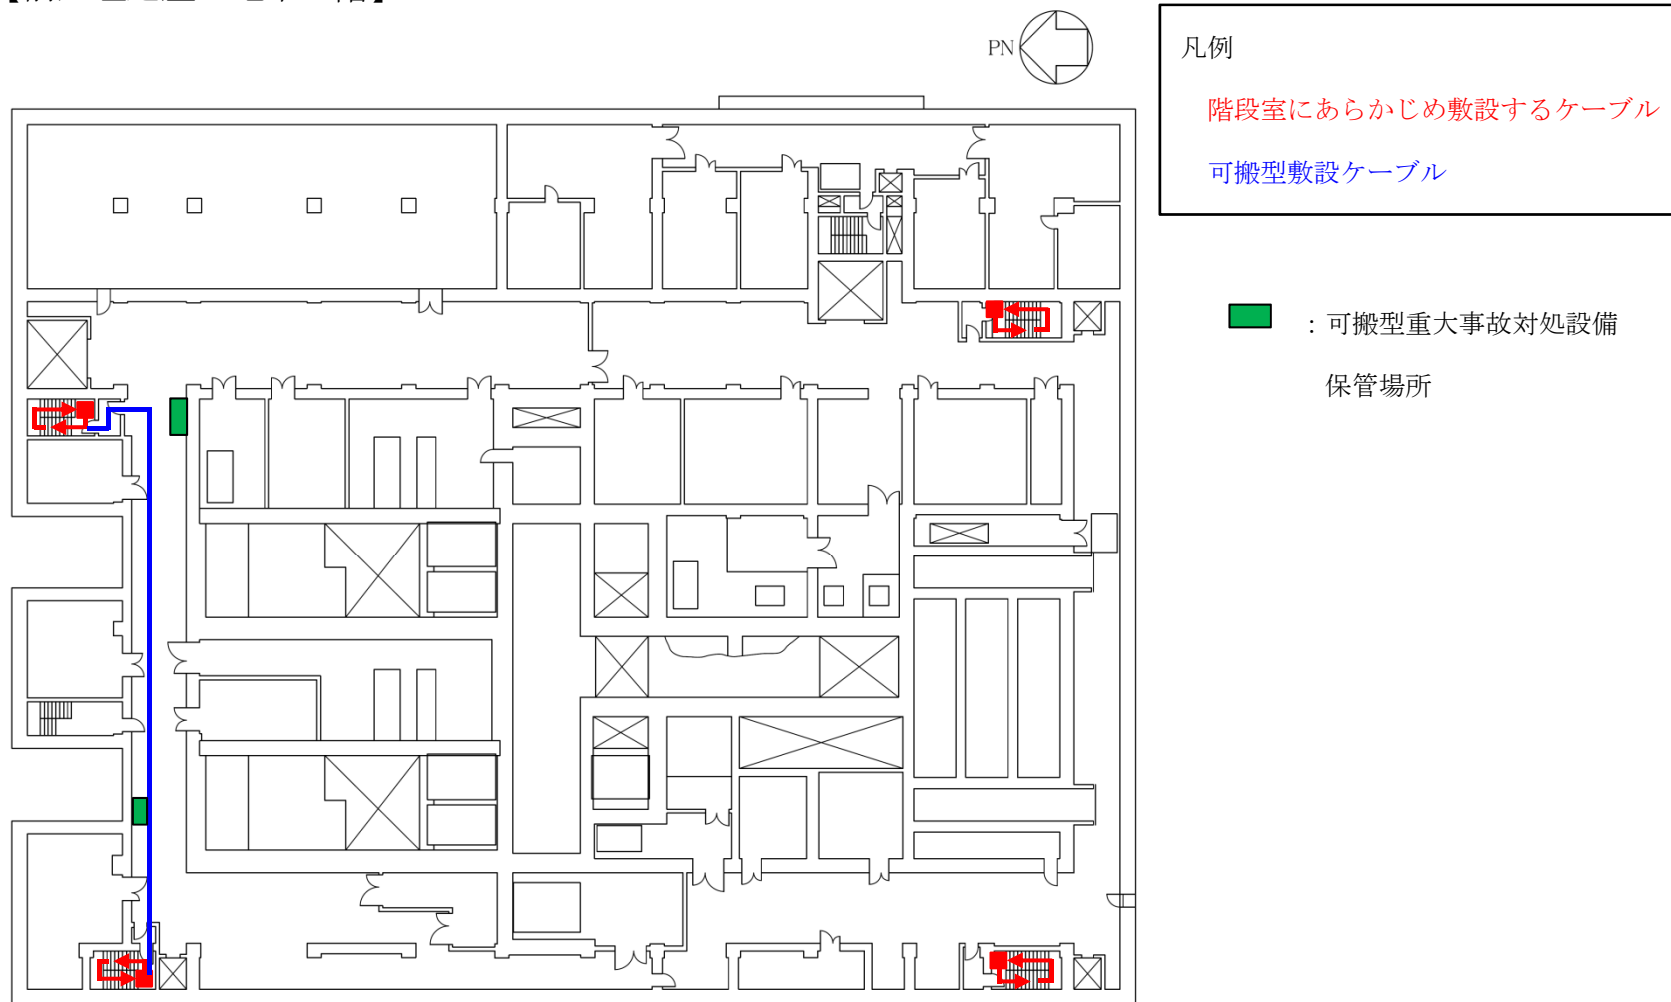 PN
凡例
階段室にあらかじめ敷設するケーブル
可搬型敷設ケーブル
：可搬型重大事故対処設備
保管場所